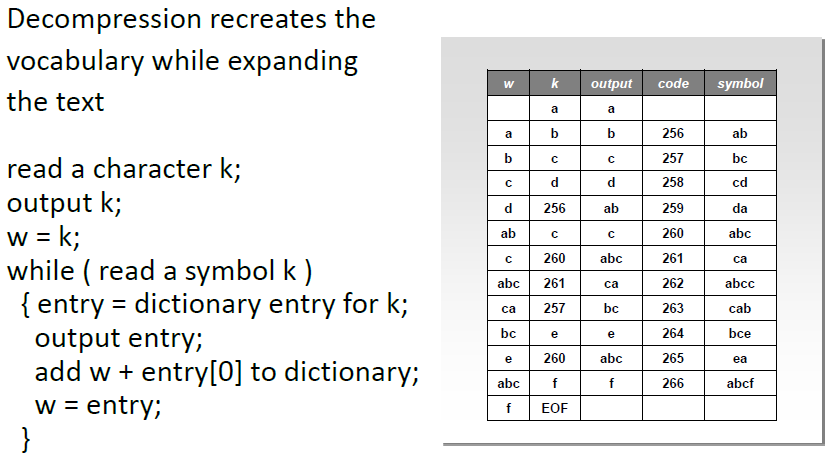 Decompression recreates the
vocabulary while expanding
the text
read a character k;
output k;
w = k;
while ( read a symbol k )
{ entry = dictionary entry for k;
output entry;
add w + entry[0] to dictionary;
w = entry;
}
w k output code symbol
a a
a b b 256 ab
b c c 257 bc
c d d 258 cd
d 256 ab 259 da
ab c c 260 abc
c 260 abc 261 ca
abc 261 ca 262 abcc
ca 257 bc 263 cab
bc e e 264 bce
e 260 abc 265 ea
abc f f 266 abcf
f EOF